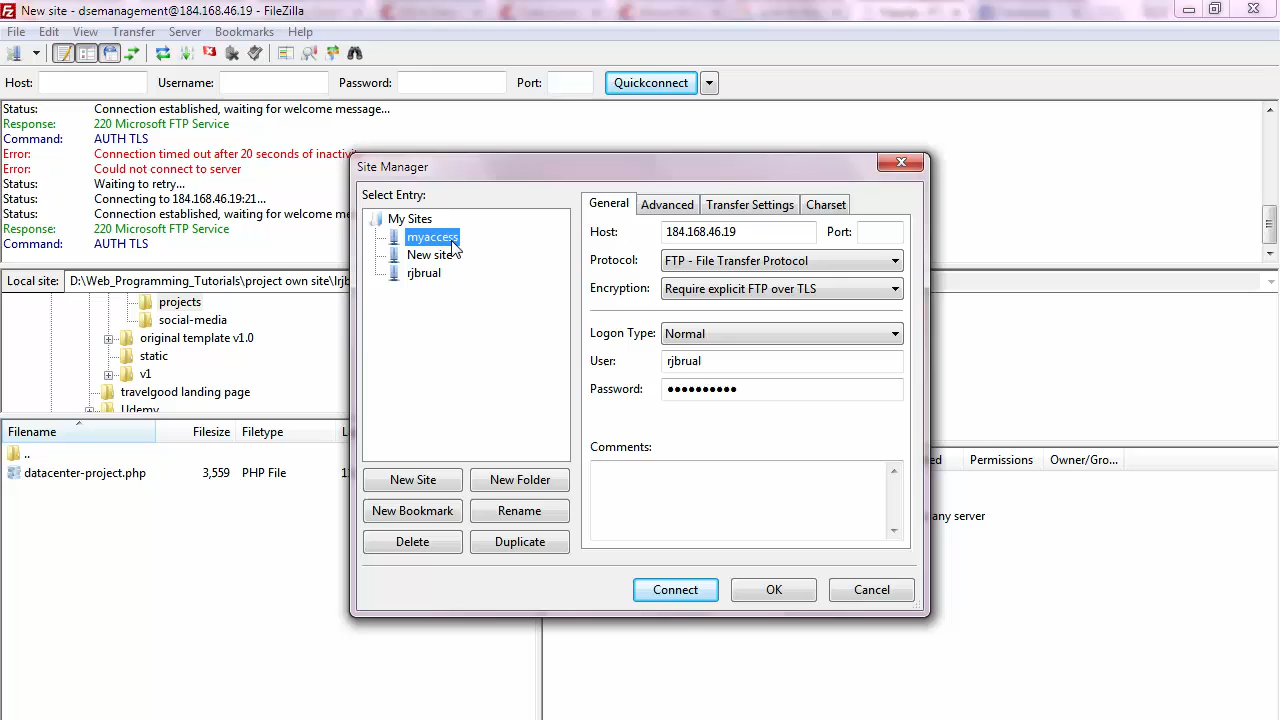 New site - dsemanagement@184.168.46.19 - FileZilla
File Edit View Transfer Server Bookmarks Help
Host: Username: Password: Port: Quickconnect
Status: Connection established, waiting for welcome message...
Response: 220 Microsoft FTP Service
Command: AUTH TLS
Error: Connection timed out after 20 seconds of inactivi
Error: Could not connect to server
Status: Waiting to retry...
Status: Connecting to 184.168.46.19:21...
Status: Connection established, waiting for welcome
Response: 220 Microsoft FTP Service
Command: AUTH TLS
Local site: D:\Web_Programming_Tutorials\project own site\lrjb
projects
social-media
original template v1.0
static
v1
travelgood landing page
Udemy
Filename Filesize Filetype
..
datacenter-project.php 3,559 PHP File
Site Manager
Select Entry:
My Sites
myaccess
New site
rjbrual
New Site New Folder
New Bookmark Rename
Delete Duplicate
General Advanced Transfer Settings Charset
Host: 184.168.46.19 Port:
Protocol: FTP - File Transfer Protocol
Encryption: Require explicit FTP over TLS
Logon Type: Normal
User: rjbrual
Password: ●●●●●●●●●●
Comments:
Connect OK Cancel
ed Permissions Owner/Gro...
any server